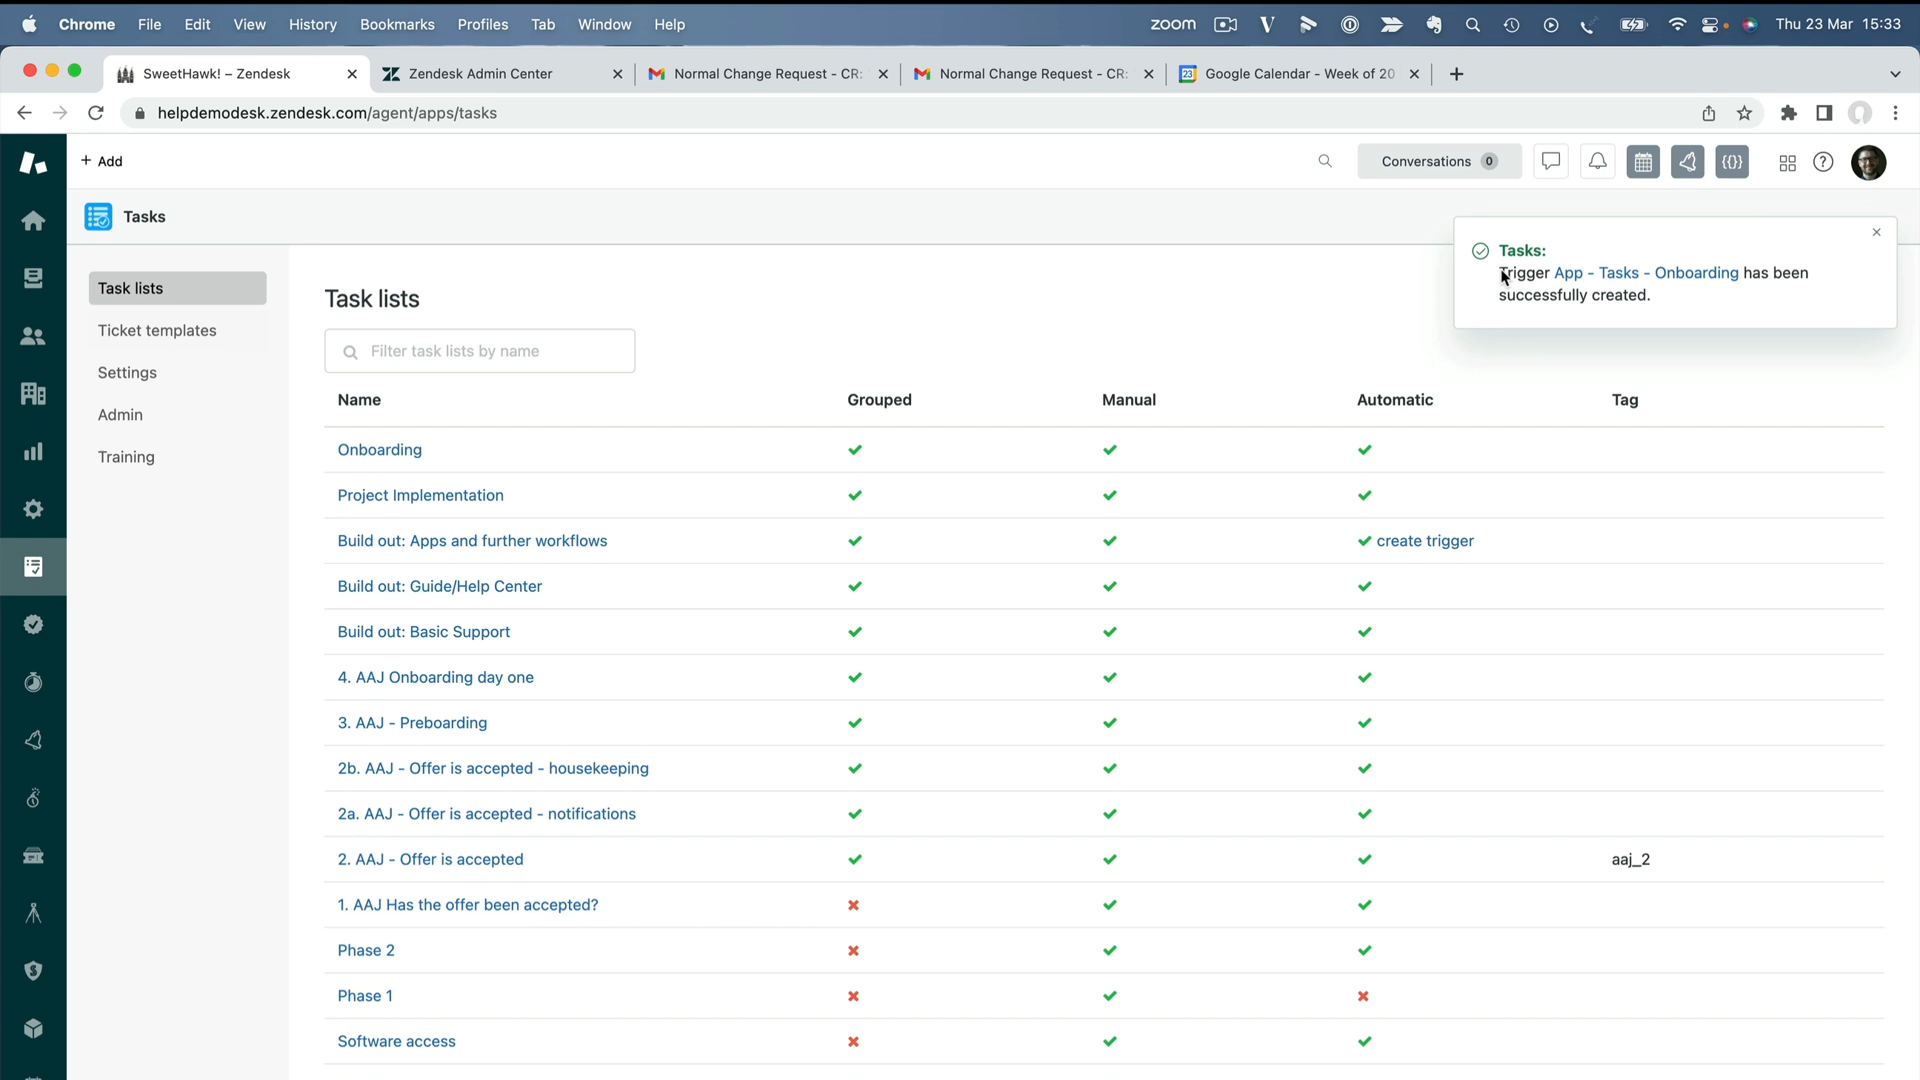 Chrome File Edit View History Bookmarks Profiles Tab Window Help zoom Thu 23 Mar 15:33
SweetHawk! – Zendesk Zendesk Admin Center Normal Change Request - CR: Normal Change Request - CR: 23 Google Calendar - Week of 20
helpdemodesk.zendesk.com/agent/apps/tasks
+ Add Conversations 0
Tasks
Tasks:
Trigger App - Tasks - Onboarding has been
successfully created.
Task lists
Ticket templates
Settings
Admin
Training
Task lists
Filter task lists by name
Name Grouped Manual Automatic Tag
Onboarding
Project Implementation
Build out: Apps and further workflows create trigger
Build out: Guide/Help Center
Build out: Basic Support
4. AAJ Onboarding day one
3. AAJ - Preboarding
2b. AAJ - Offer is accepted - housekeeping
2a. AAJ - Offer is accepted - notifications
2. AAJ - Offer is accepted aaj_2
1. AAJ Has the offer been accepted?
Phase 2
Phase 1
Software access